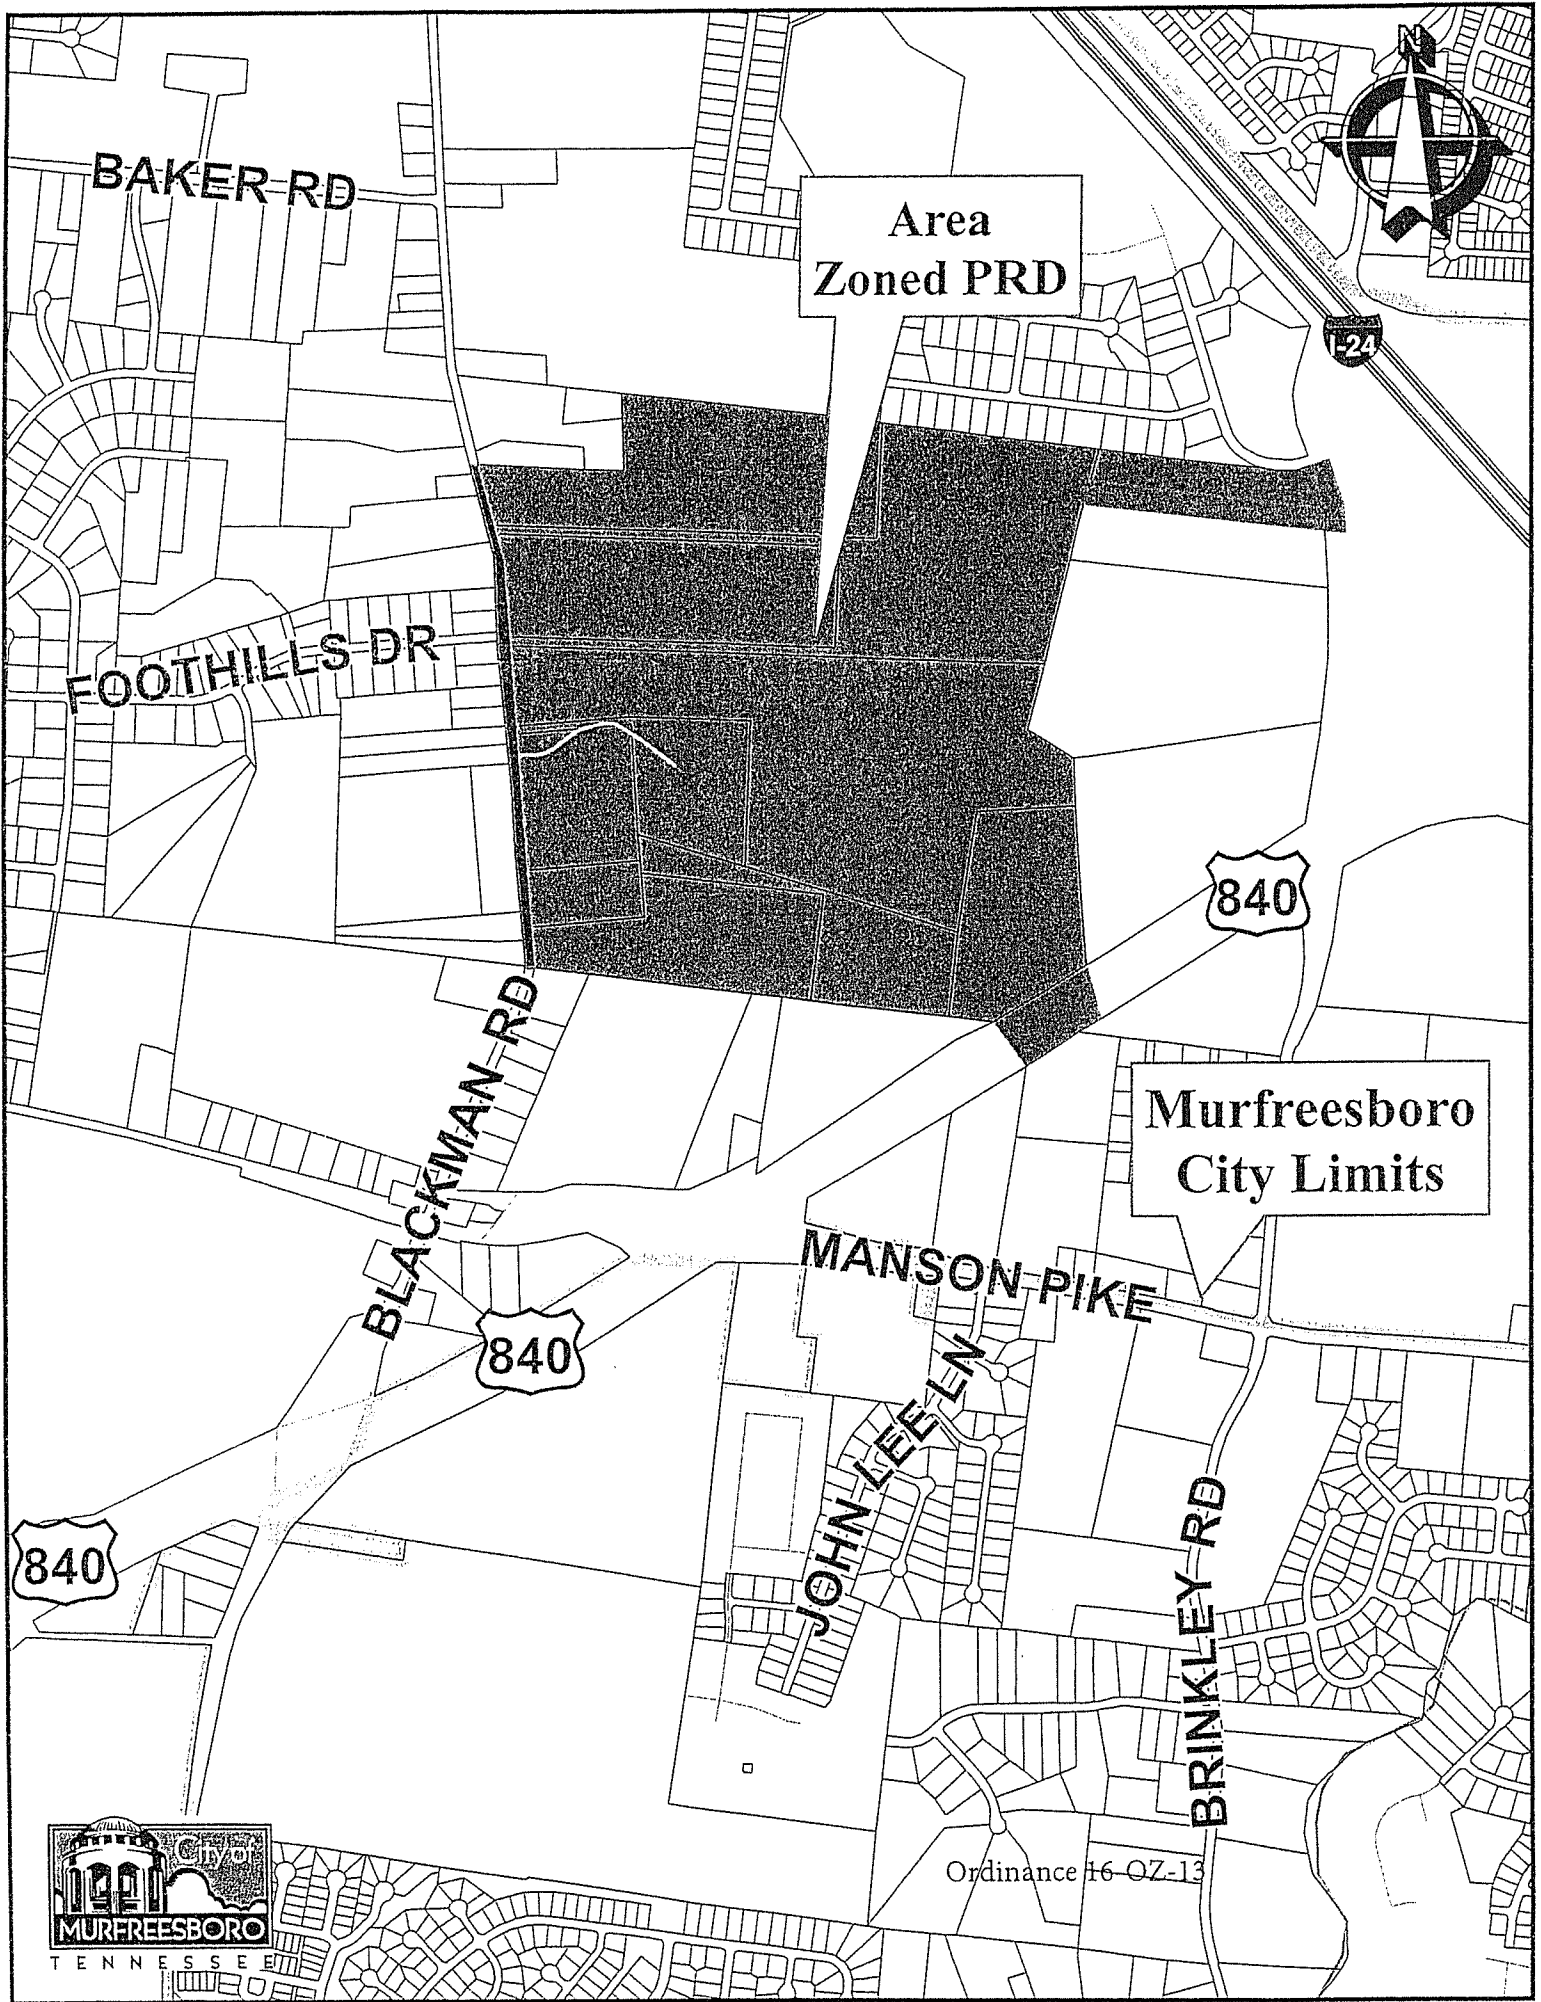 N
BAKER RD
Area
Zoned PRD
I-24
FOOTHILLS DR
840
BLACKMAN RD
Murfreesboro
City Limits
MANSON PIKE
840
JOHN LEE LN
840
BRINKLEY RD
City of
MURFREESBORO
TENNESSEE
Ordinance 16-OZ-13